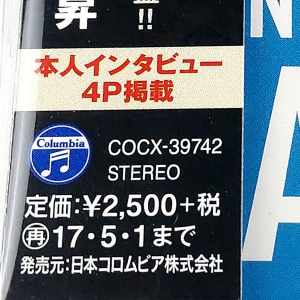 昇
!!
本人インタビュー
4P掲載
Columbia
COCX-39742
STEREO
定価：¥2,500+税
再 17・5・1まで
発売元：日本コロムビア株式会社
N
A